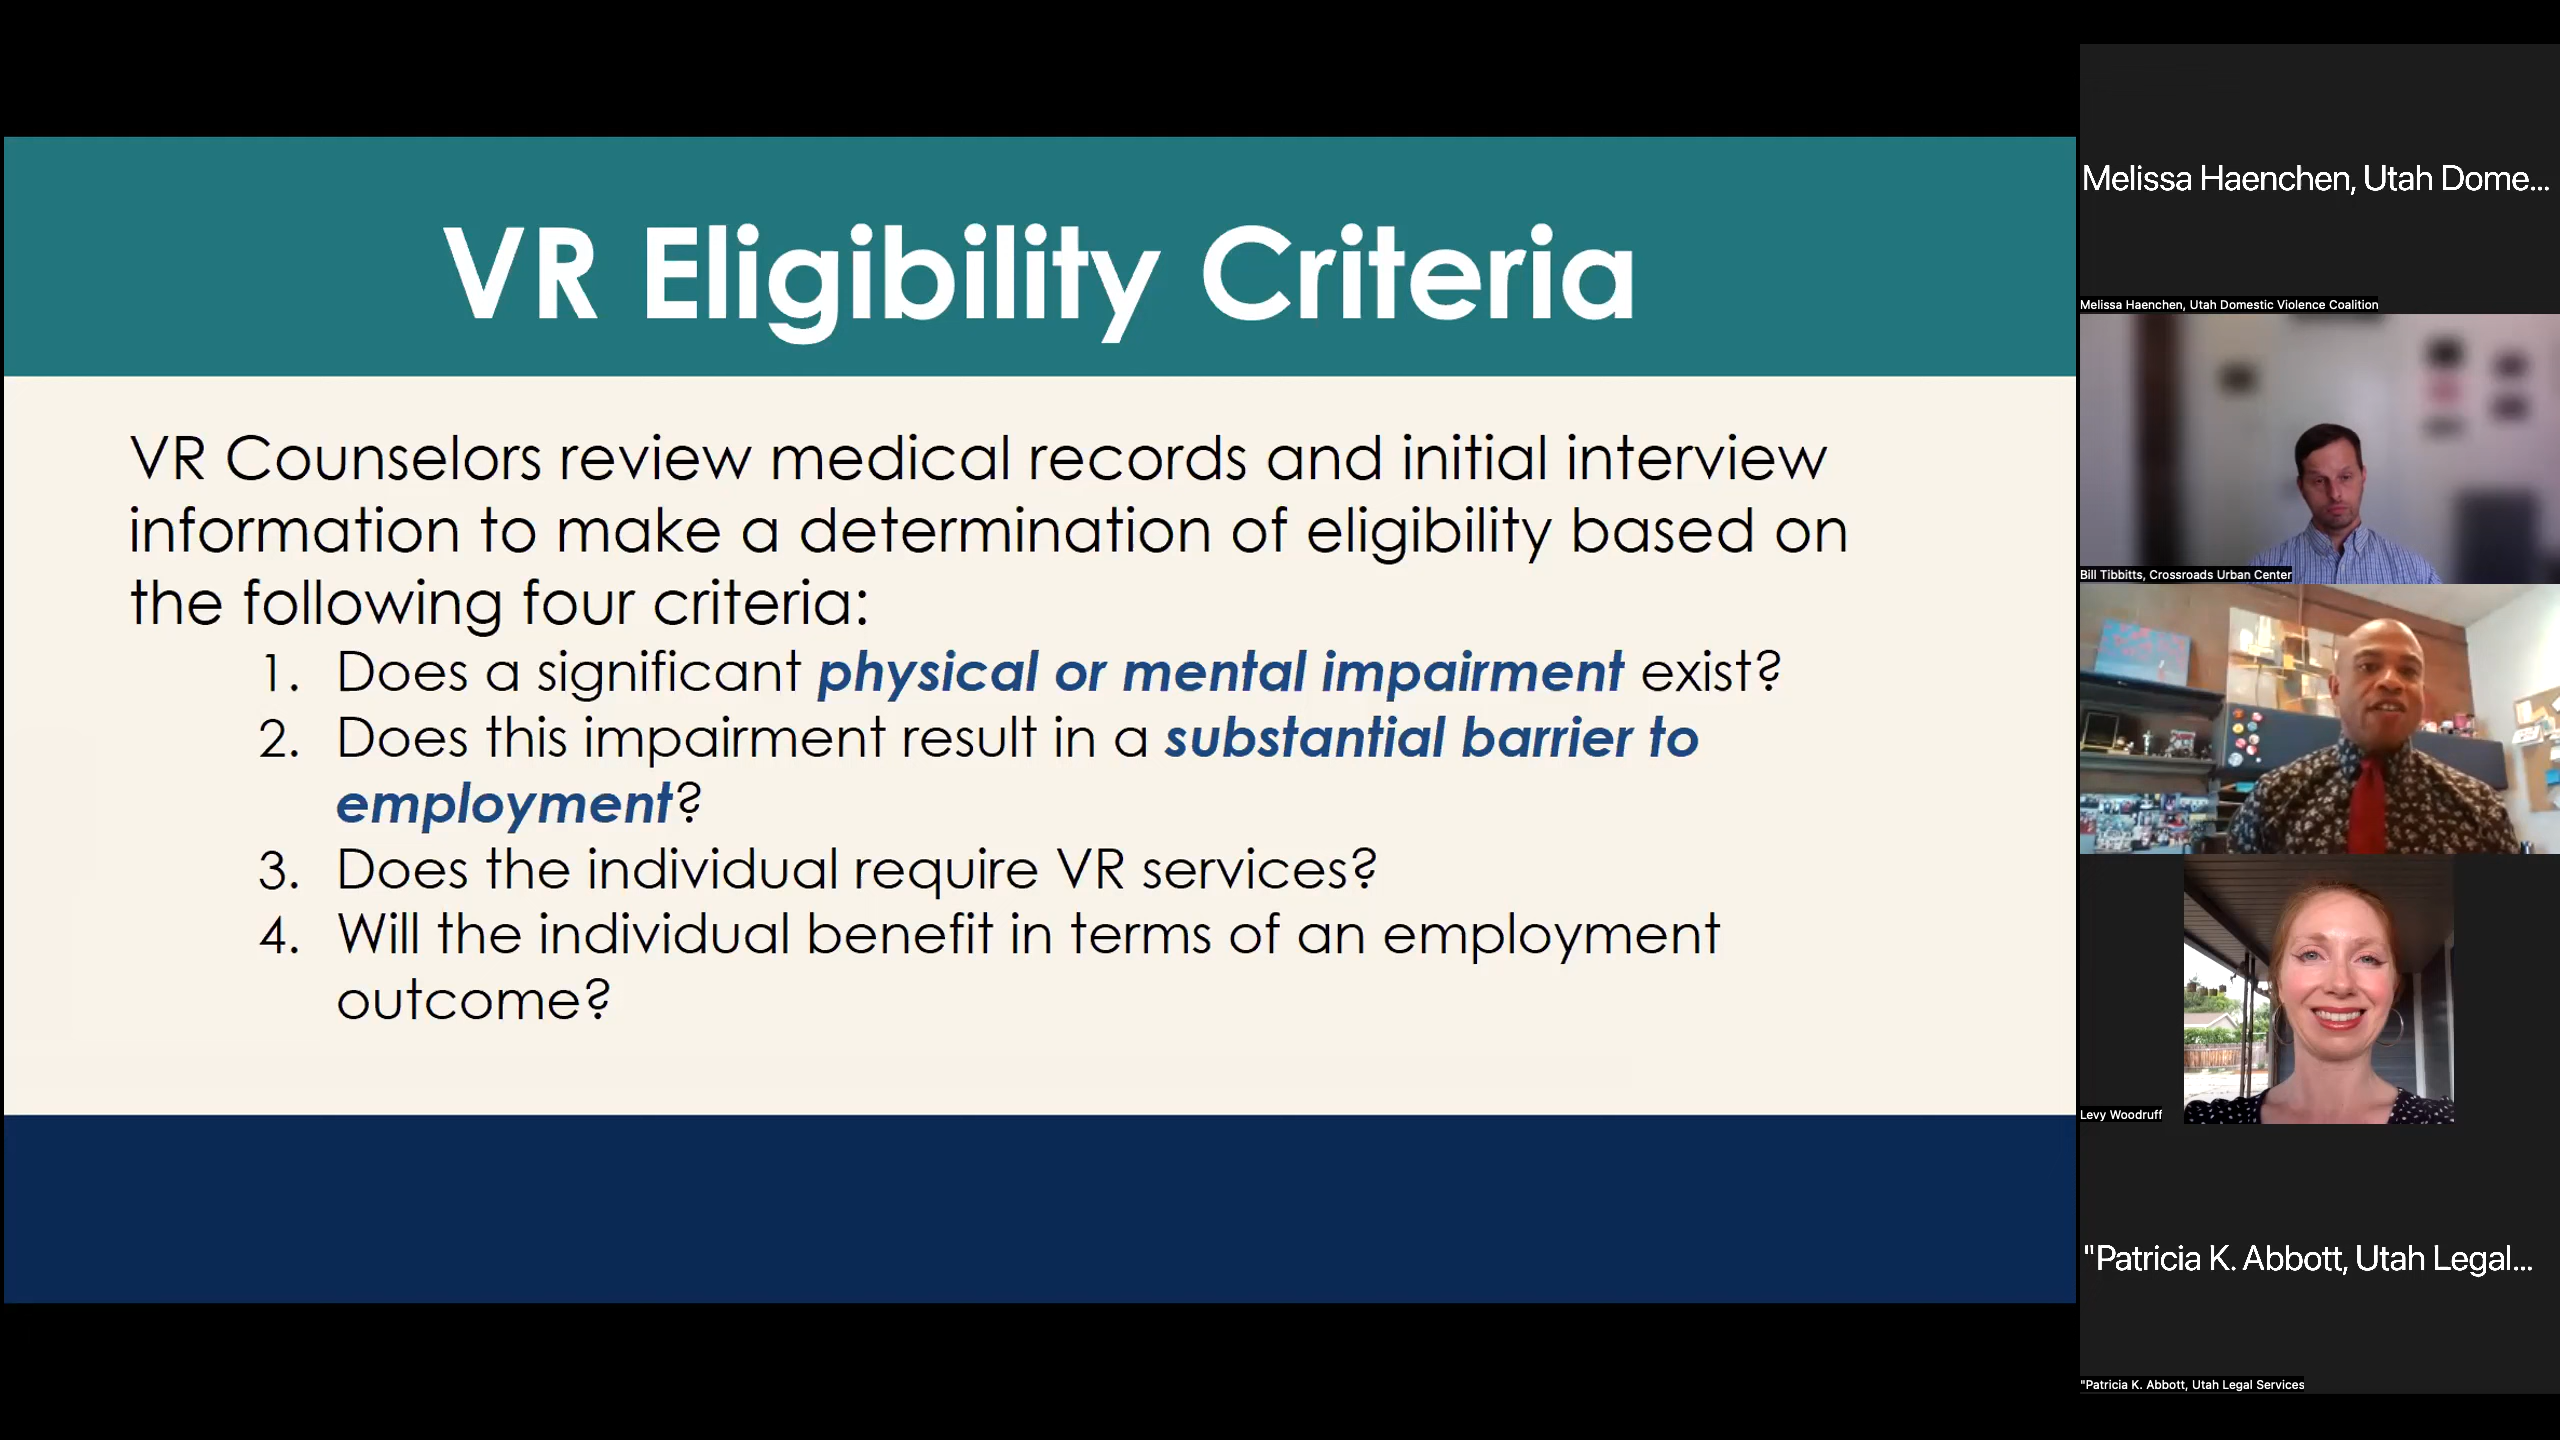 VR Eligibility Criteria
VR Counselors review medical records and initial interview
information to make a determination of eligibility based on
the following four criteria:
1. Does a significant physical or mental impairment exist?
2. Does this impairment result in a substantial barrier to
employment?
3. Does the individual require VR services?
4. Will the individual benefit in terms of an employment
outcome?
Melissa Haenchen, Utah Dome...
Melissa Haenchen, Utah Domestic Violence Coalition
Bill Tibbitts, Crossroads Urban Center
Levy Woodruff
"Patricia K. Abbott, Utah Legal...
"Patricia K. Abbott, Utah Legal Services